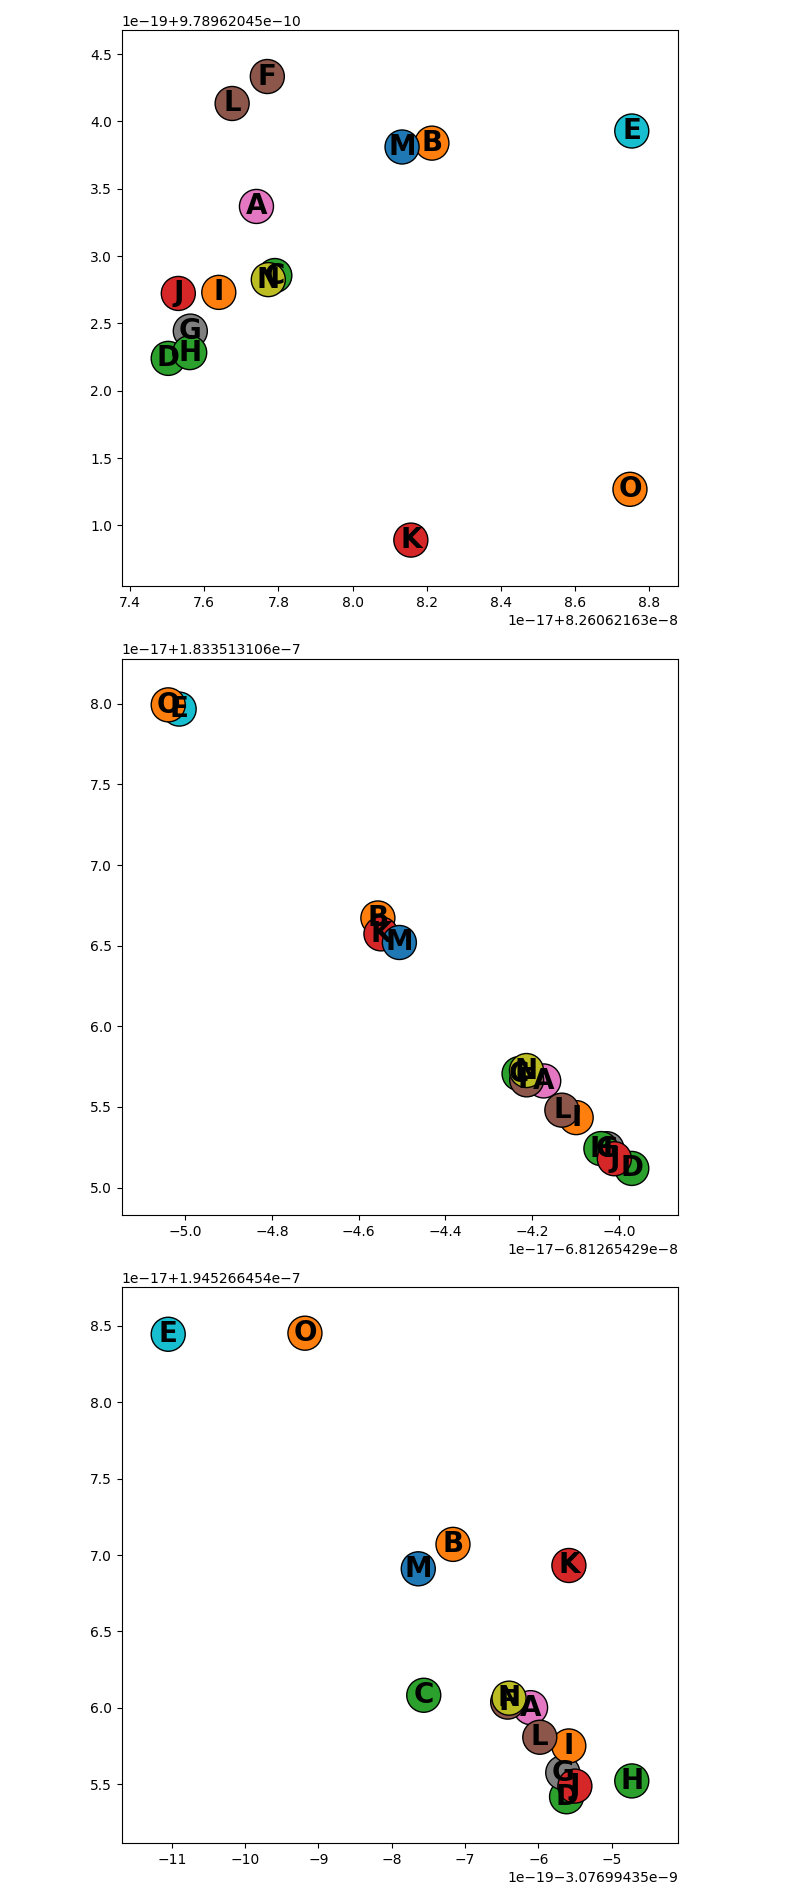 1e−19+9.78962045e−10
4.5
4.0
3.5
3.0
2.5
2.0
1.5
1.0
F
L
M
B
E
A
C
N
J
I
G
D
H
O
K
7.4 7.6 7.8 8.0 8.2 8.4 8.6 8.8
1e−17+8.26062163e−8
1e−17+1.833513106e−7
8.0
7.5
7.0
6.5
6.0
5.5
5.0
O
E
B
K
M
C
F
N
A
L
I
H
G
J
D
−5.0 −4.8 −4.6 −4.4 −4.2 −4.0
1e−17−6.81265429e−8
1e−17+1.945266454e−7
8.5
8.0
7.5
7.0
6.5
6.0
5.5
E
O
B
M
K
C
N
F
A
L
I
G
J
D
H
−11 −10 −9 −8 −7 −6 −5
1e−19−3.07699435e−9